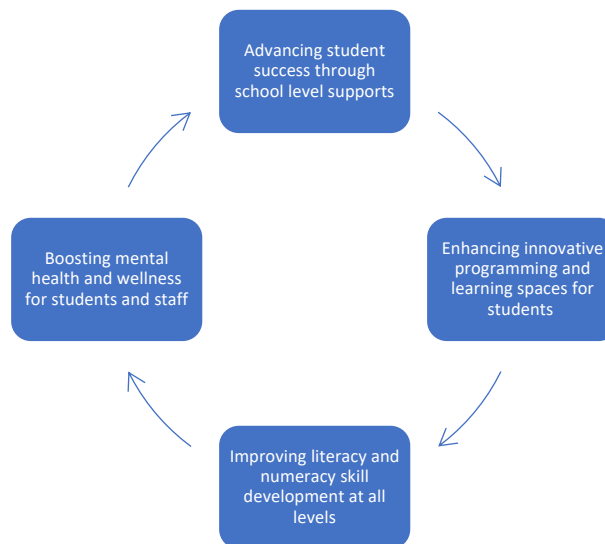 Advancing student
success through
school level supports
Enhancing innovative
programming and
learning spaces for
students
Improving literacy and
numeracy skill
development at all
levels
Boosting mental
health and wellness
for students and staff